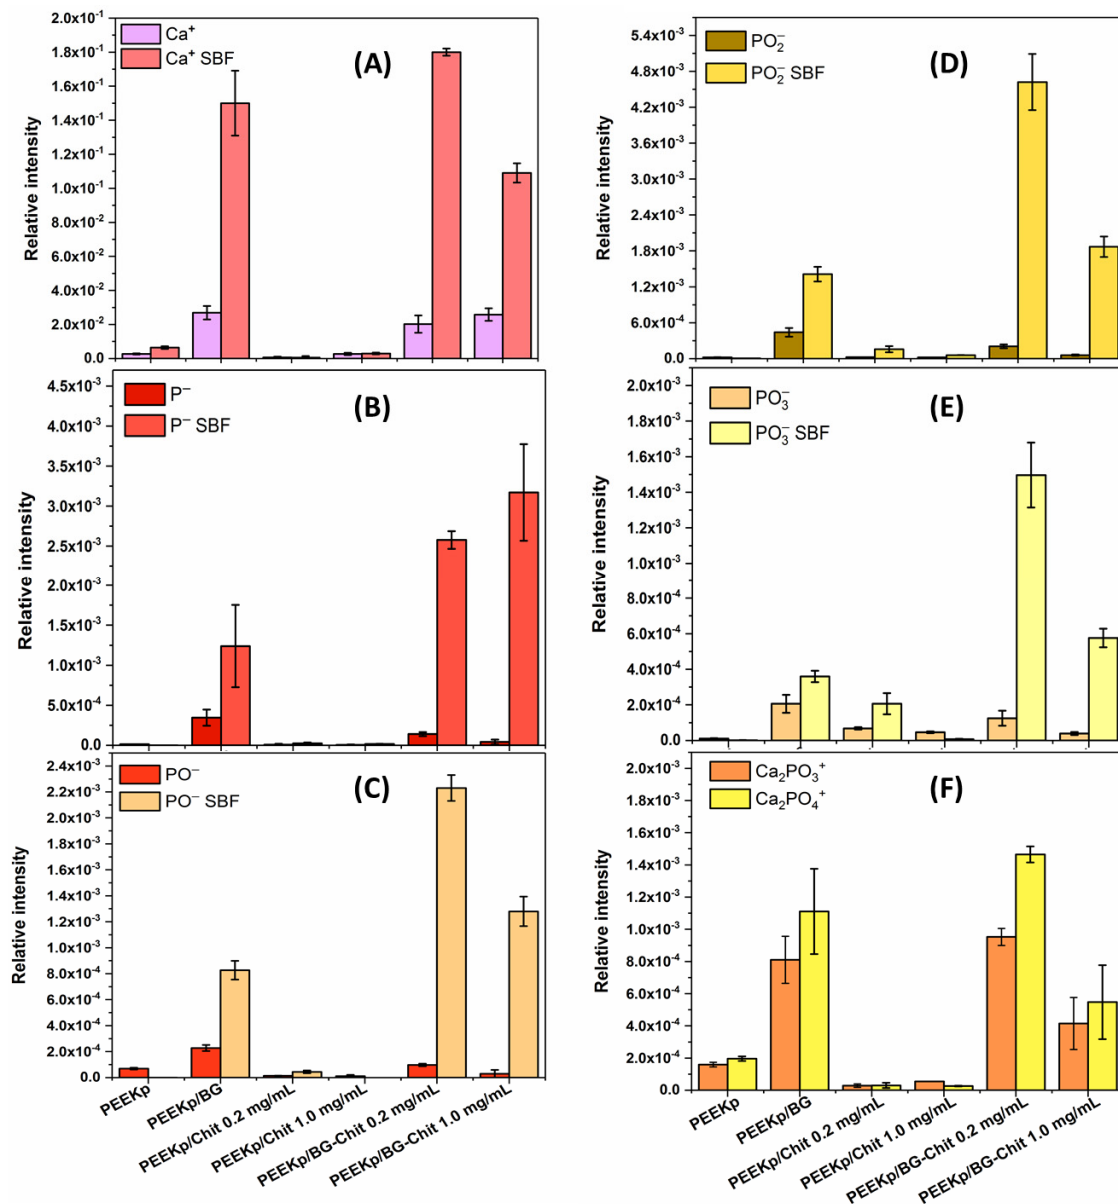 Relative intensity
2.0x10⁻¹
1.8x10⁻¹
1.6x10⁻¹
1.4x10⁻¹
1.2x10⁻¹
1.0x10⁻¹
8.0x10⁻²
6.0x10⁻²
4.0x10⁻²
2.0x10⁻²
0.0
Ca⁺
Ca⁺ SBF
(A)
Relative intensity
4.5x10⁻³
4.0x10⁻³
3.5x10⁻³
3.0x10⁻³
2.5x10⁻³
2.0x10⁻³
1.5x10⁻³
1.0x10⁻³
5.0x10⁻⁴
0.0
P⁻
P⁻ SBF
(B)
Relative intensity
2.4x10⁻³
2.2x10⁻³
2.0x10⁻³
1.8x10⁻³
1.6x10⁻³
1.4x10⁻³
1.2x10⁻³
1.0x10⁻³
8.0x10⁻⁴
6.0x10⁻⁴
4.0x10⁻⁴
2.0x10⁻⁴
0.0
PO⁻
PO⁻ SBF
(C)
PEEKp
PEEKp/BG
PEEKp/Chit 0.2 mg/mL
PEEKp/Chit 1.0 mg/mL
PEEKp/BG-Chit 0.2 mg/mL
PEEKp/BG-Chit 1.0 mg/mL
Relative intensity
5.4x10⁻³
4.8x10⁻³
4.2x10⁻³
3.6x10⁻³
3.0x10⁻³
2.4x10⁻³
1.8x10⁻³
1.2x10⁻³
6.0x10⁻⁴
0.0
PO₂⁻
PO₂⁻ SBF
(D)
Relative intensity
2.0x10⁻³
1.8x10⁻³
1.6x10⁻³
1.4x10⁻³
1.2x10⁻³
1.0x10⁻³
8.0x10⁻⁴
6.0x10⁻⁴
4.0x10⁻⁴
2.0x10⁻⁴
0.0
PO₃⁻
PO₃⁻ SBF
(E)
Relative intensity
2.0x10⁻³
1.8x10⁻³
1.6x10⁻³
1.4x10⁻³
1.2x10⁻³
1.0x10⁻³
8.0x10⁻⁴
6.0x10⁻⁴
4.0x10⁻⁴
2.0x10⁻⁴
0.0
Ca₂PO₃⁺
Ca₂PO₄⁺
(F)
PEEKp
PEEKp/BG
PEEKp/Chit 0.2 mg/mL
PEEKp/Chit 1.0 mg/mL
PEEKp/BG-Chit 0.2 mg/mL
PEEKp/BG-Chit 1.0 mg/mL